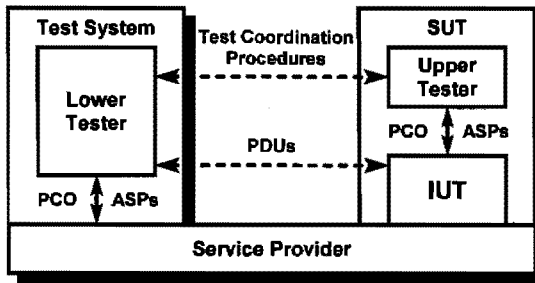 Test System
SUT
Test Coordination
Procedures
Lower
Tester
Upper
Tester
PCO ASPs
PDUs
IUT
PCO ASPs
Service Provider